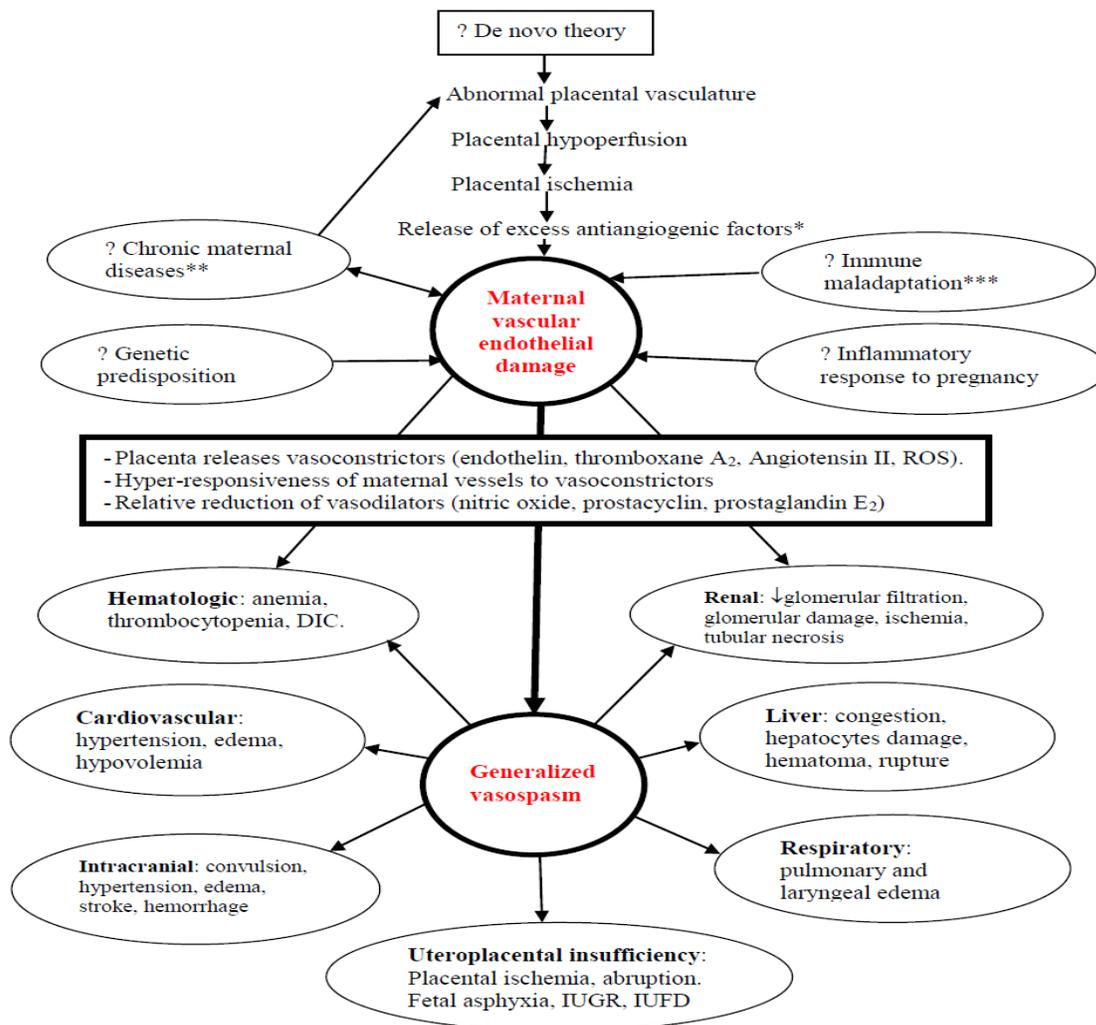 ? De novo theory
Abnormal placental vasculature
Placental hypoperfusion
Placental ischemia
Release of excess antiangiogenic factors*
? Chronic maternal
diseases**
? Immune
maladaptation***
Maternal
vascular
endothelial
damage
? Genetic
predisposition
? Inflammatory
response to pregnancy
- Placenta releases vasoconstrictors (endothelin, thromboxane A₂, Angiotensin II, ROS).
- Hyper-responsiveness of maternal vessels to vasoconstrictors
- Relative reduction of vasodilators (nitric oxide, prostacyclin, prostaglandin E₂)
Hematologic: anemia,
thrombocytopenia, DIC.
Renal: ↓glomerular filtration,
glomerular damage, ischemia,
tubular necrosis
Cardiovascular:
hypertension, edema,
hypovolemia
Liver: congestion,
hepatocytes damage,
hematoma, rupture
Generalized
vasospasm
Intracranial: convulsion,
hypertension, edema,
stroke, hemorrhage
Respiratory:
pulmonary and
laryngeal edema
Uteroplacental insufficiency:
Placental ischemia, abruption.
Fetal asphyxia, IUGR, IUFD